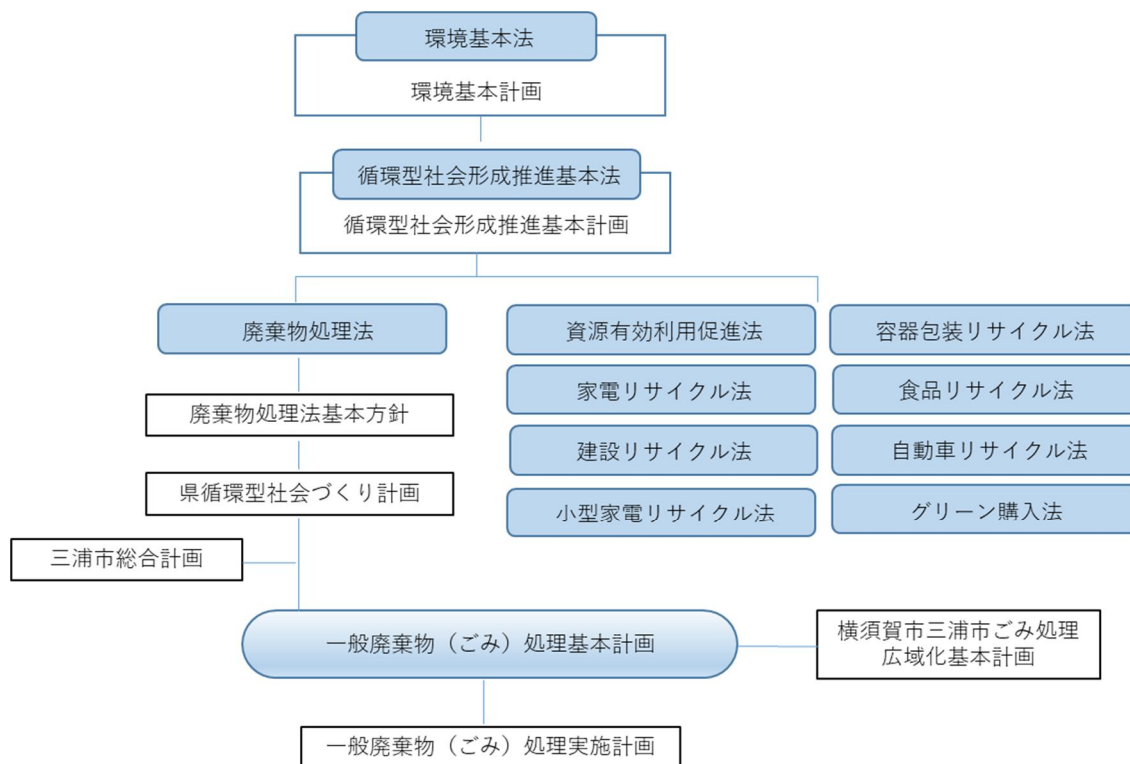 環境基本法
環境基本計画
循環型社会形成推進基本法
循環型社会形成推進基本計画
廃棄物処理法
資源有効利用促進法
容器包装リサイクル法
家電リサイクル法
食品リサイクル法
廃棄物処理法基本方針
建設リサイクル法
自動車リサイクル法
県循環型社会づくり計画
小型家電リサイクル法
グリーン購入法
三浦市総合計画
一般廃棄物（ごみ）処理基本計画
横須賀市三浦市ごみ処理
広域化基本計画
一般廃棄物（ごみ）処理実施計画